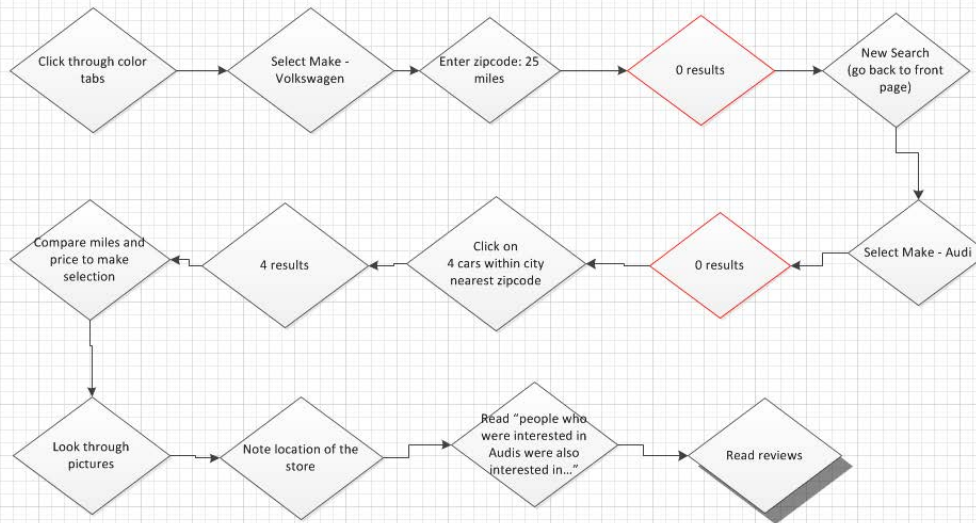 Click through color
tabs
Select Make -
Volkswagen
Enter zipcode: 25
miles
0 results
New Search
(go back to front
page)
Select Make - Audi
0 results
Click on
4 cars within city
nearest zipcode
4 results
Compare miles and
price to make
selection
Look through
pictures
Note location of the
store
Read “people who
were interested in
Audis were also
interested in...”
Read reviews